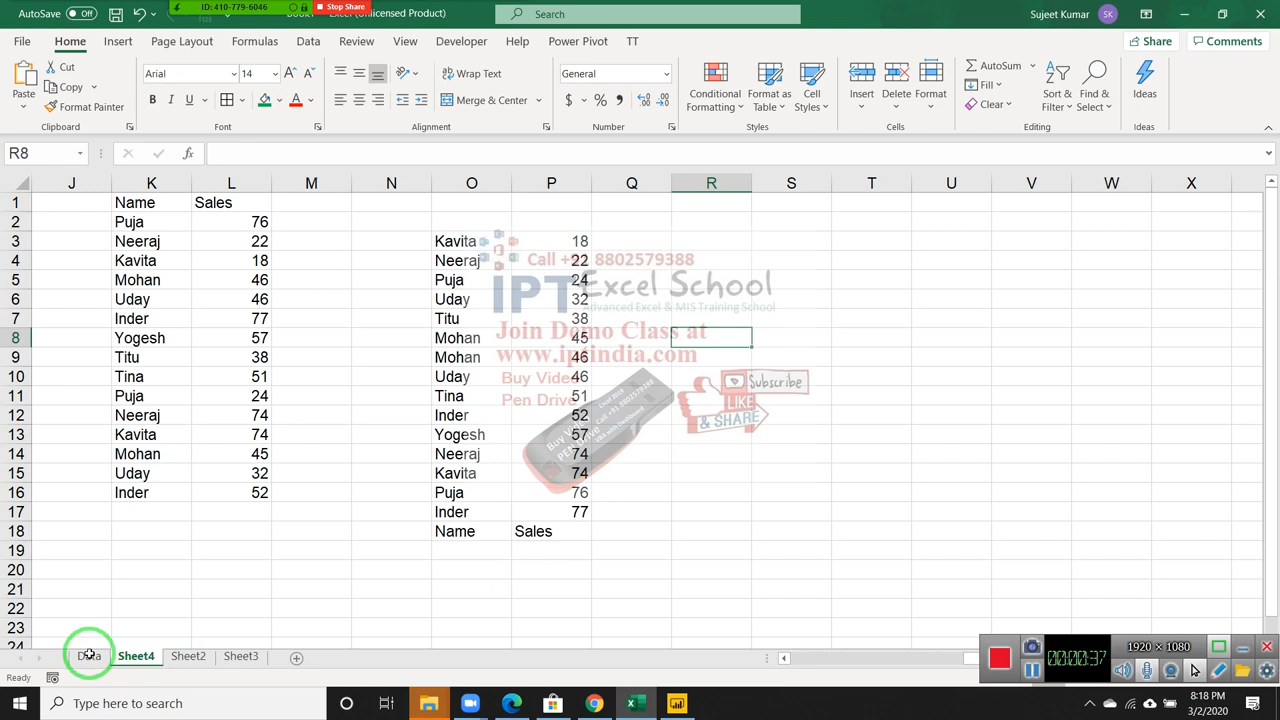 ID: 410-779-6046 Stop Share
AutoSave Off Excel (Unlicensed Product) Search Sujeet Kumar SK
File Home Insert Page Layout Formulas Data Review View Developer Help Power Pivot TT Share Comments
Paste Cut Copy Format Painter Clipboard
Arial 14 B I U A Font
Wrap Text Merge & Center Alignment
General $ % Number
Conditional Formatting Format as Table Cell Styles Styles
Insert Delete Format Cells
AutoSum Fill Clear Sort & Filter Find & Select Editing
Ideas Ideas
R8 fx
J K L M N O P Q R S T U V W X
1 Name Sales
2 Puja 76
3 Neeraj 22 Kavita 18
4 Kavita 18 Neeraj 22
5 Mohan 46 Puja 24
6 Uday 46 Uday 32
7 Inder 77 Titu 38
8 Yogesh 57 Mohan 45
9 Titu 38 Mohan 46
10 Tina 51 Uday 46
11 Puja 24 Tina 51
12 Neeraj 74 Inder 52
13 Kavita 74 Yogesh 57
14 Mohan 45 Neeraj 74
15 Uday 32 Kavita 74
16 Inder 52 Puja 76
17 Inder 77
18 Name Sales
19
20
21
22
23
24
Call +91 8802579388
IPT Excel School
Advanced Excel & MIS Training School
Join Demo Class at
www.iptindia.com
Buy Video
Pen Drive
Subscribe
LIKE
& SHARE
Data Sheet4 Sheet2 Sheet3
Ready
00:00:37 1920 × 1080
Type here to search
8:18 PM
3/2/2020